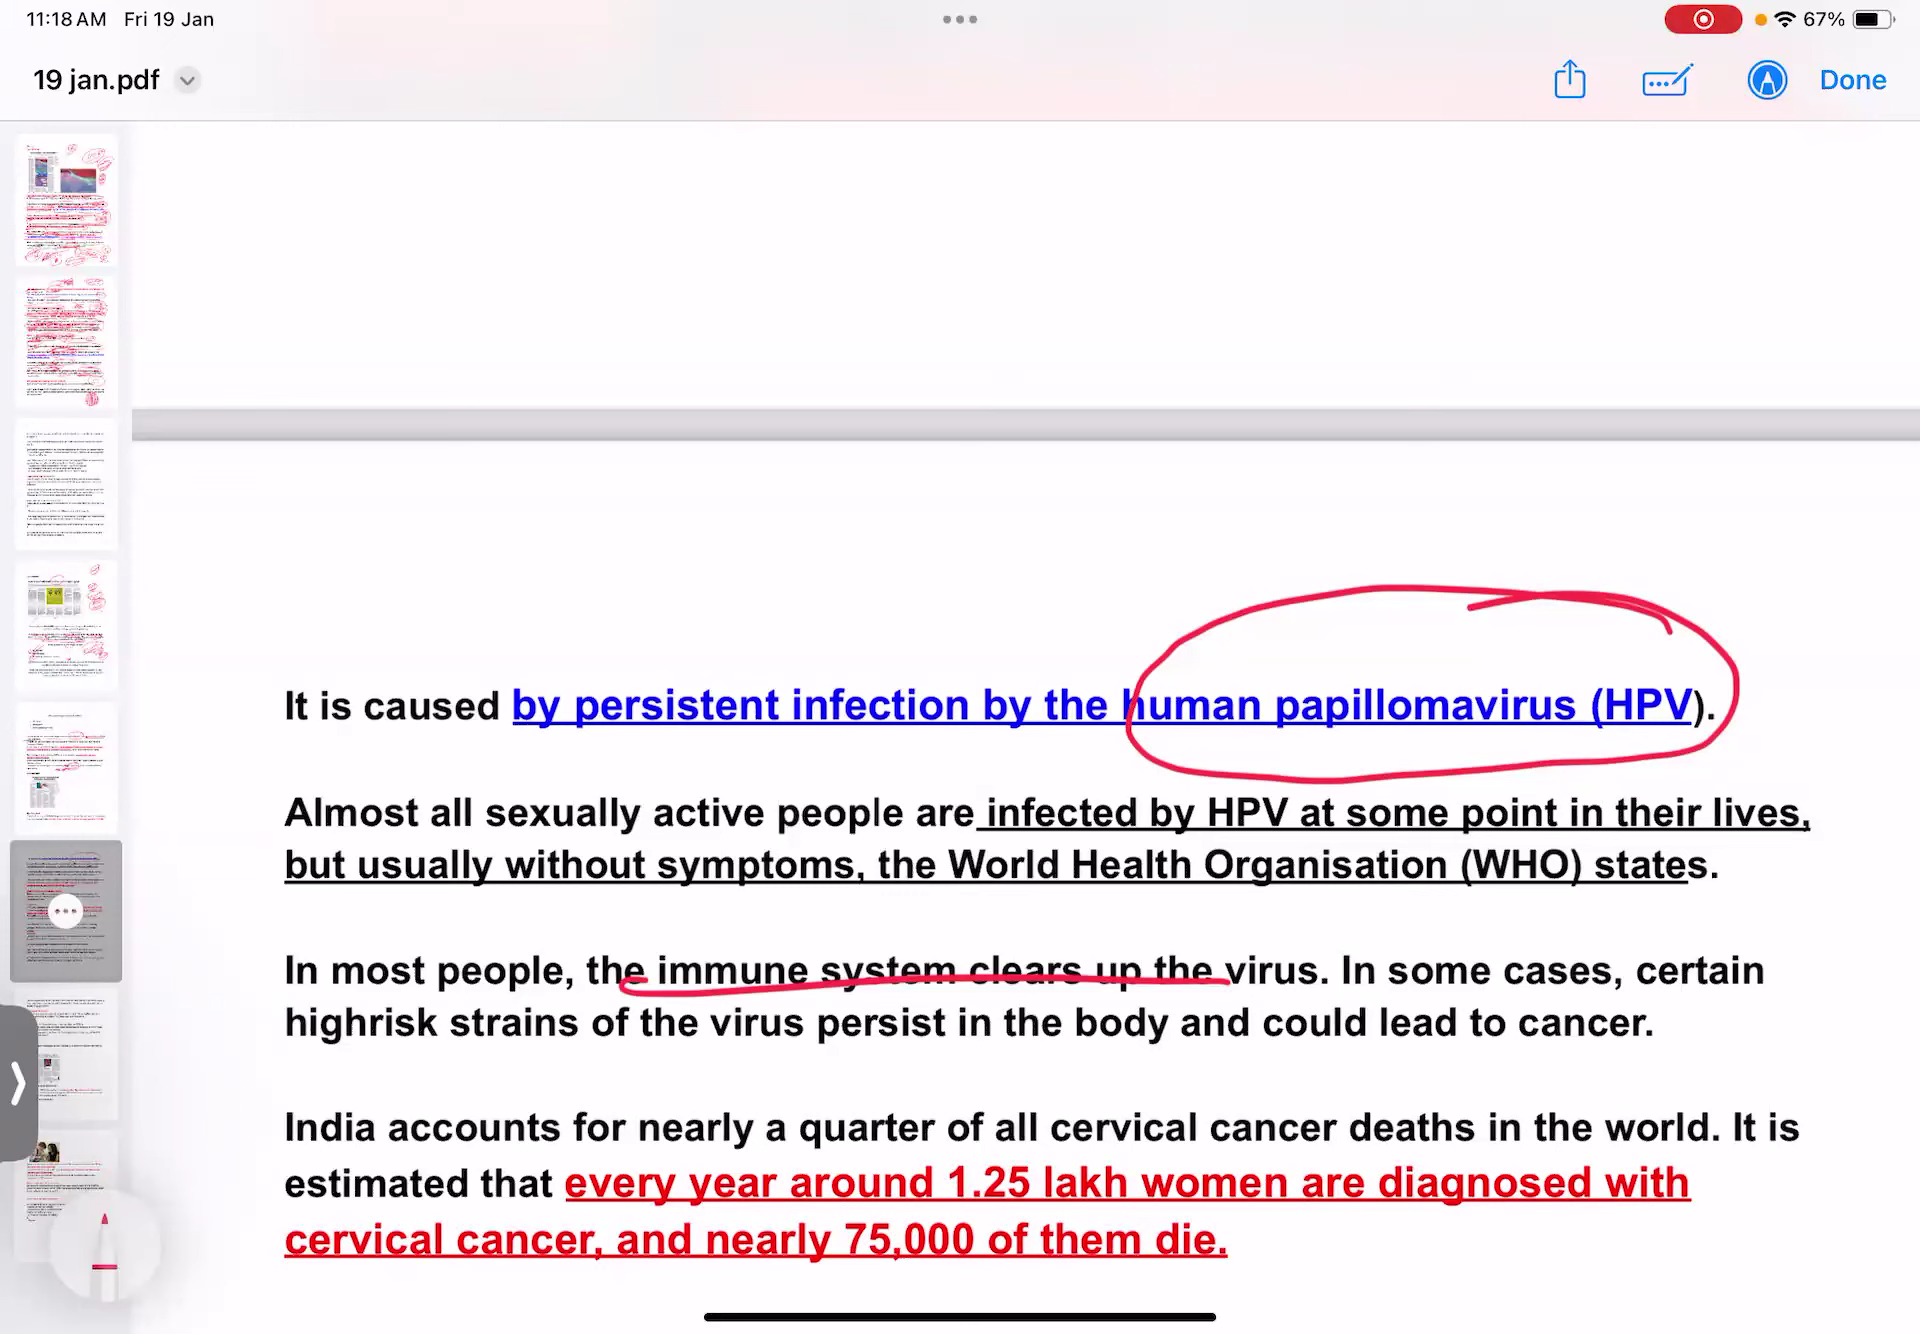 11:18 AM Fri 19 Jan
67%
19 jan.pdf
Done
It is caused by persistent infection by the human papillomavirus (HPV).
Almost all sexually active people are infected by HPV at some point in their lives,
but usually without symptoms, the World Health Organisation (WHO) states.
In most people, the immune system clears up the virus. In some cases, certain
highrisk strains of the virus persist in the body and could lead to cancer.
India accounts for nearly a quarter of all cervical cancer deaths in the world. It is
estimated that every year around 1.25 lakh women are diagnosed with
cervical cancer, and nearly 75,000 of them die.